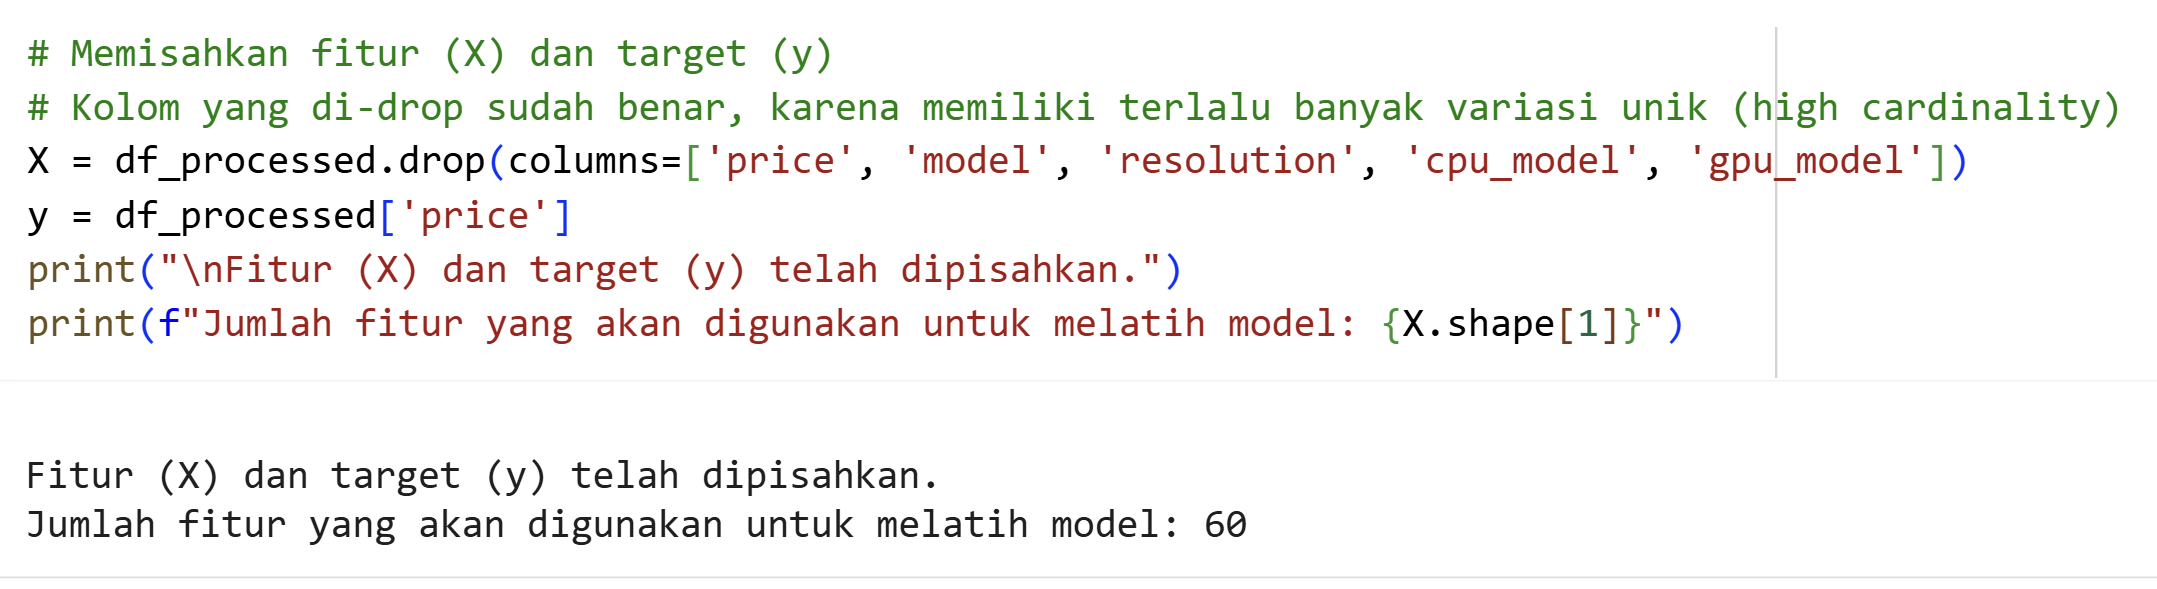 # Memisahkan fitur (X) dan target (y)
# Kolom yang di-drop sudah benar, karena memiliki terlalu banyak variasi unik (high cardinality)
X = df_processed.drop(columns=['price', 'model', 'resolution', 'cpu_model', 'gpu_model'])
y = df_processed['price']
print("\nFitur (X) dan target (y) telah dipisahkan.")
print(f"Jumlah fitur yang akan digunakan untuk melatih model: {X.shape[1]}")
Fitur (X) dan target (y) telah dipisahkan.
Jumlah fitur yang akan digunakan untuk melatih model: 60